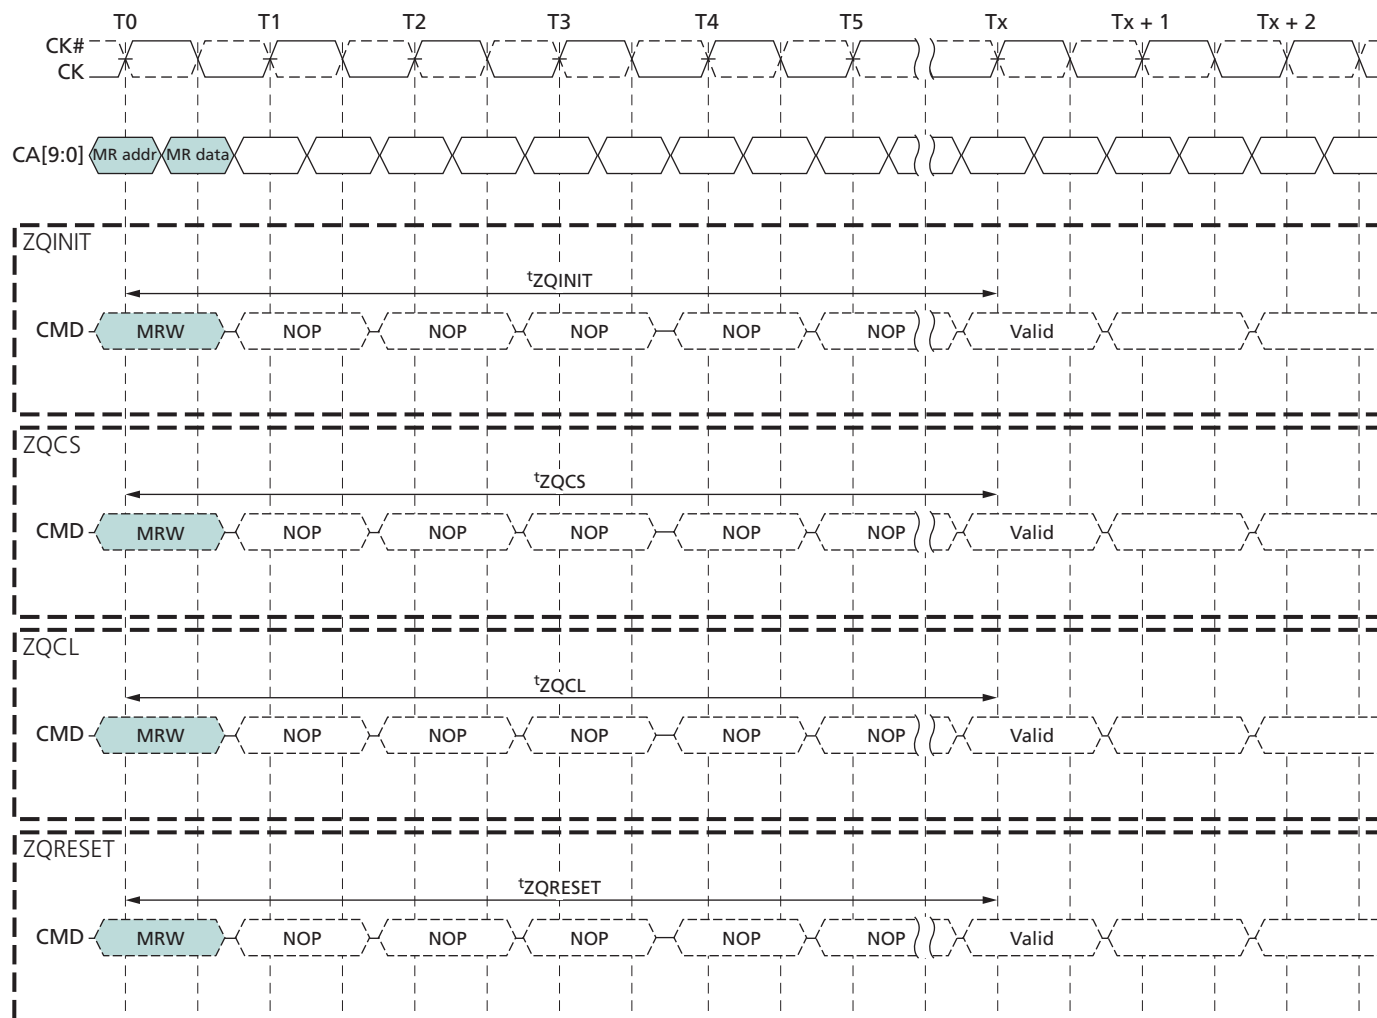 T0 T1 T2 T3 T4 T5 Tx Tx + 1 Tx + 2
CK#
CK
CA[9:0] MR addr MR data
ZQINIT
tZQINIT
CMD MRW NOP NOP NOP NOP NOP Valid
ZQCS
tZQCS
CMD MRW NOP NOP NOP NOP NOP Valid
ZQCL
tZQCL
CMD MRW NOP NOP NOP NOP NOP Valid
ZQRESET
tZQRESET
CMD MRW NOP NOP NOP NOP NOP Valid